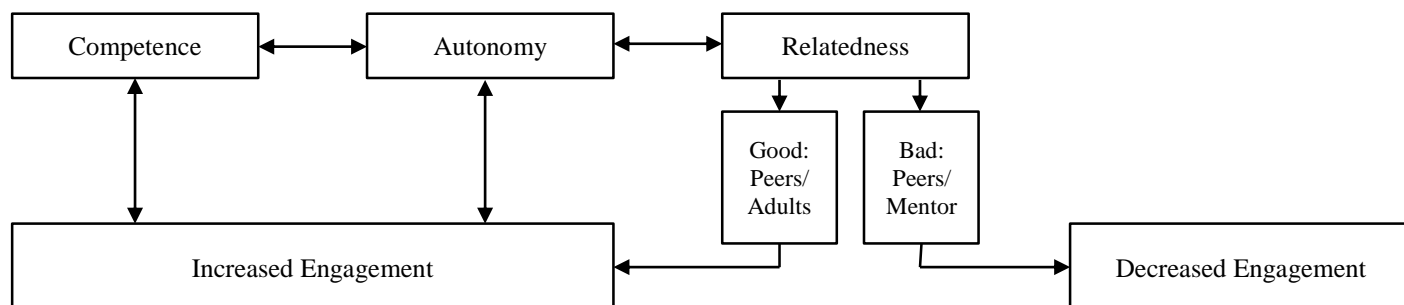 Competence
Autonomy
Relatedness
Good:
Peers/
Adults
Bad:
Peers/
Mentor
Increased Engagement
Decreased Engagement